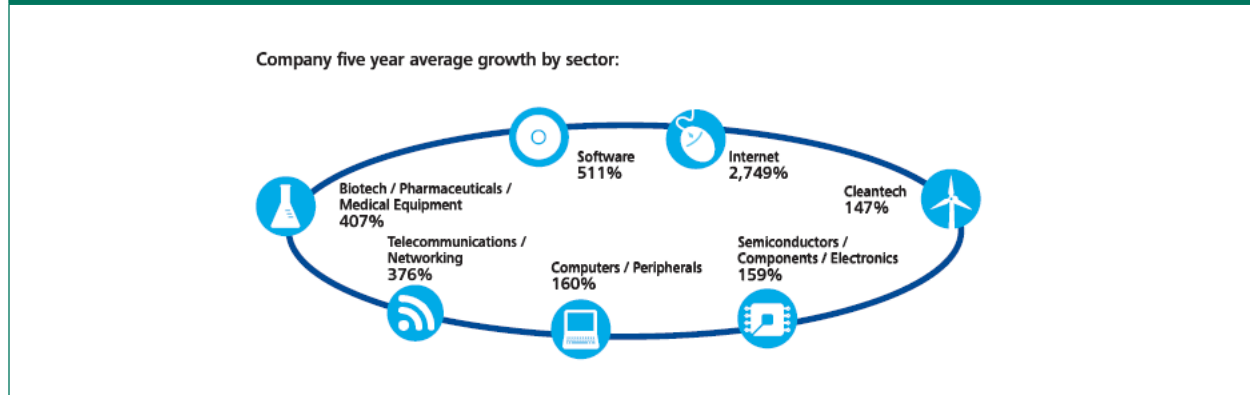 Company five year average growth by sector:
Software
511%
Internet
2,749%
Cleantech
147%
Biotech / Pharmaceuticals /
Medical Equipment
407%
Telecommunications /
Networking
376%
Computers / Peripherals
160%
Semiconductors /
Components / Electronics
159%